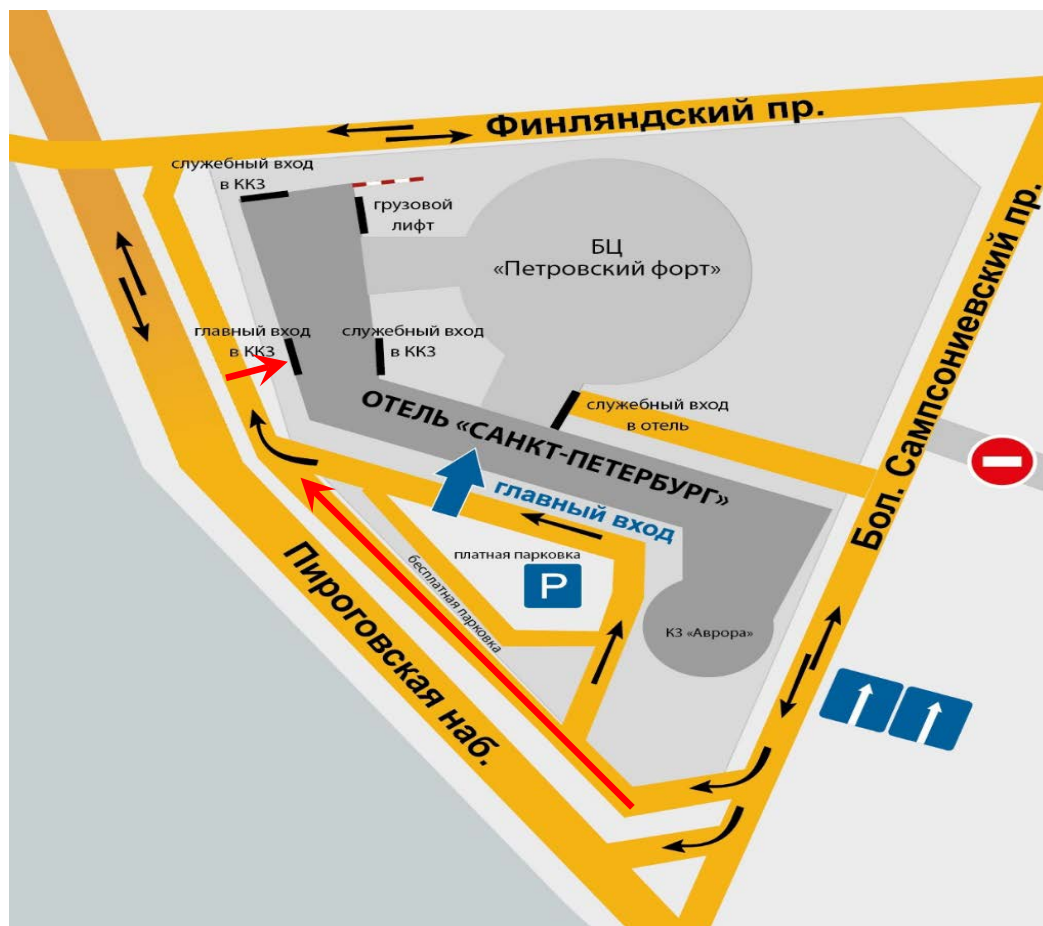 Финляндский пр.
служебный вход
в ККЗ
грузовой
лифт
БЦ
«Петровский форт»
главный вход
в ККЗ
служебный вход
в ККЗ
служебный вход
в отель
Бол. Сампсониевский пр.
ОТЕЛЬ «САНКТ-ПЕТЕРБУРГ»
главный вход
платная парковка
P
бесплатная парковка
КЗ «Аврора»
Пироговская наб.